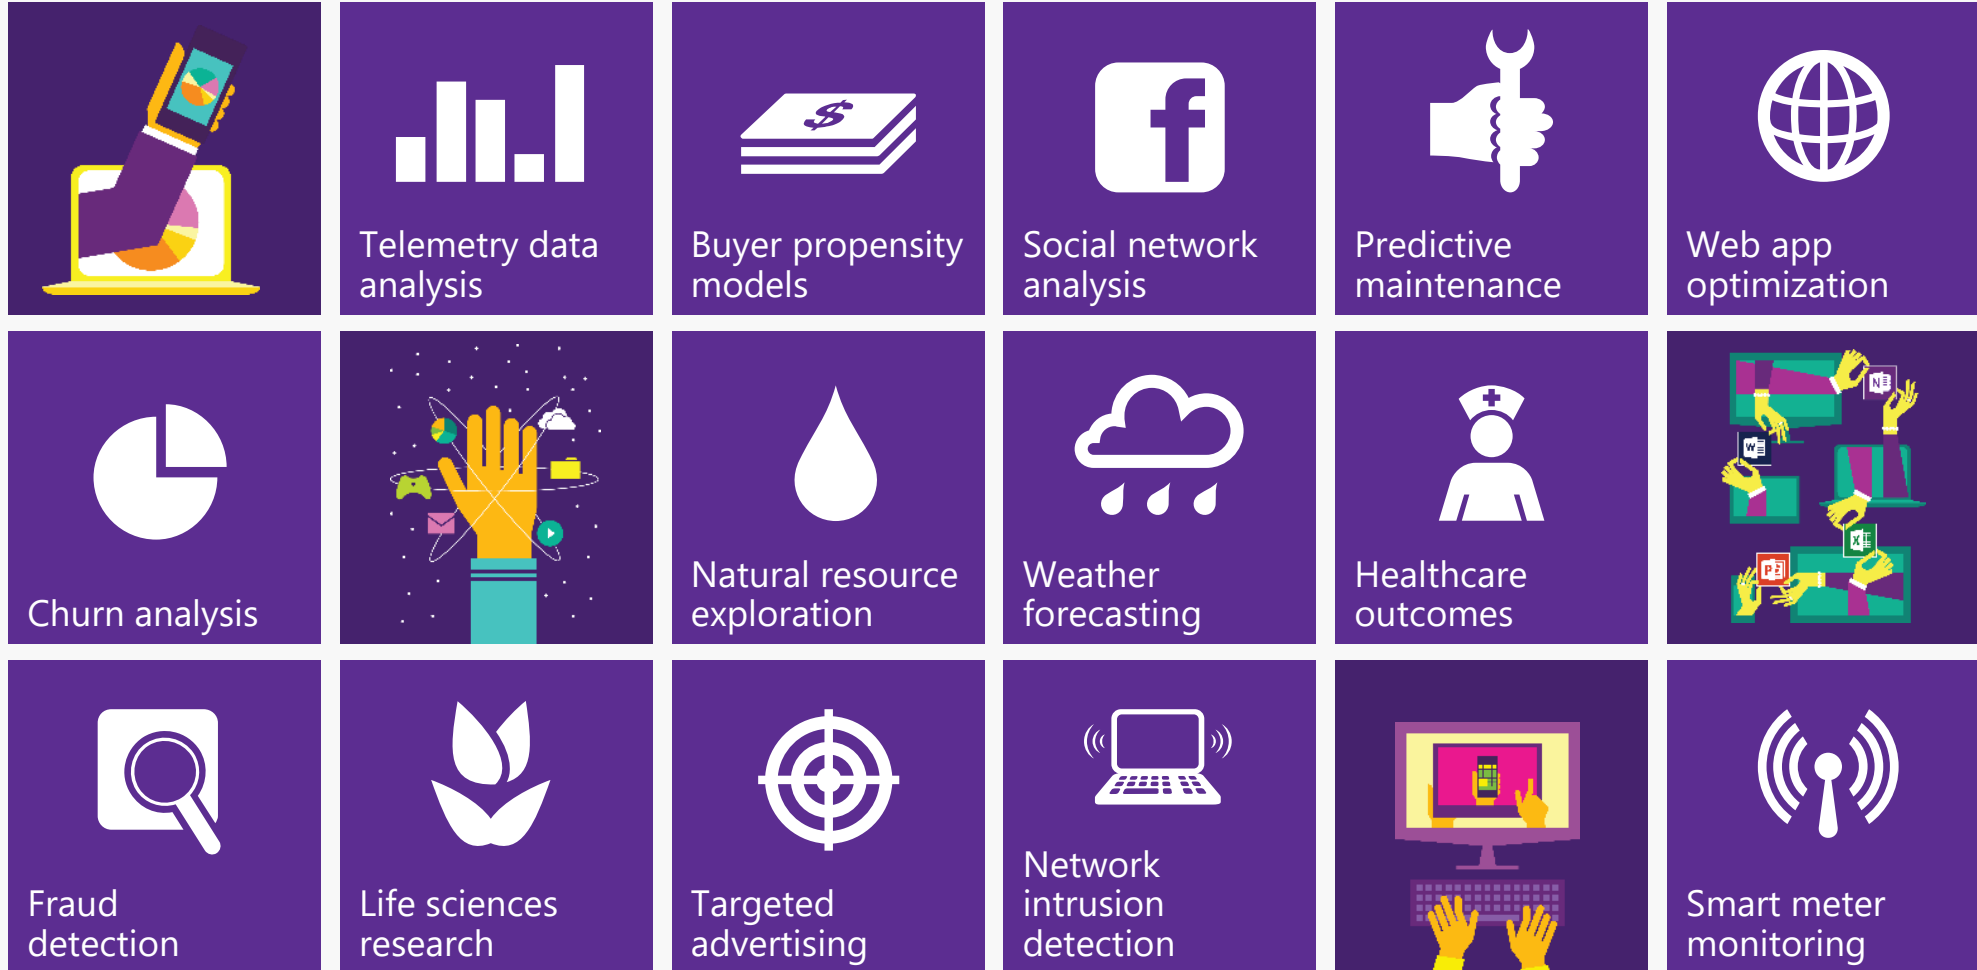 $
f
Telemetry data
analysis
Buyer propensity
models
Social network
analysis
Predictive
maintenance
Web app
optimization
N
W
X
P
Churn analysis
Natural resource
exploration
Weather
forecasting
Healthcare
outcomes
Fraud
detection
Life sciences
research
Targeted
advertising
Network
intrusion
detection
Smart meter
monitoring